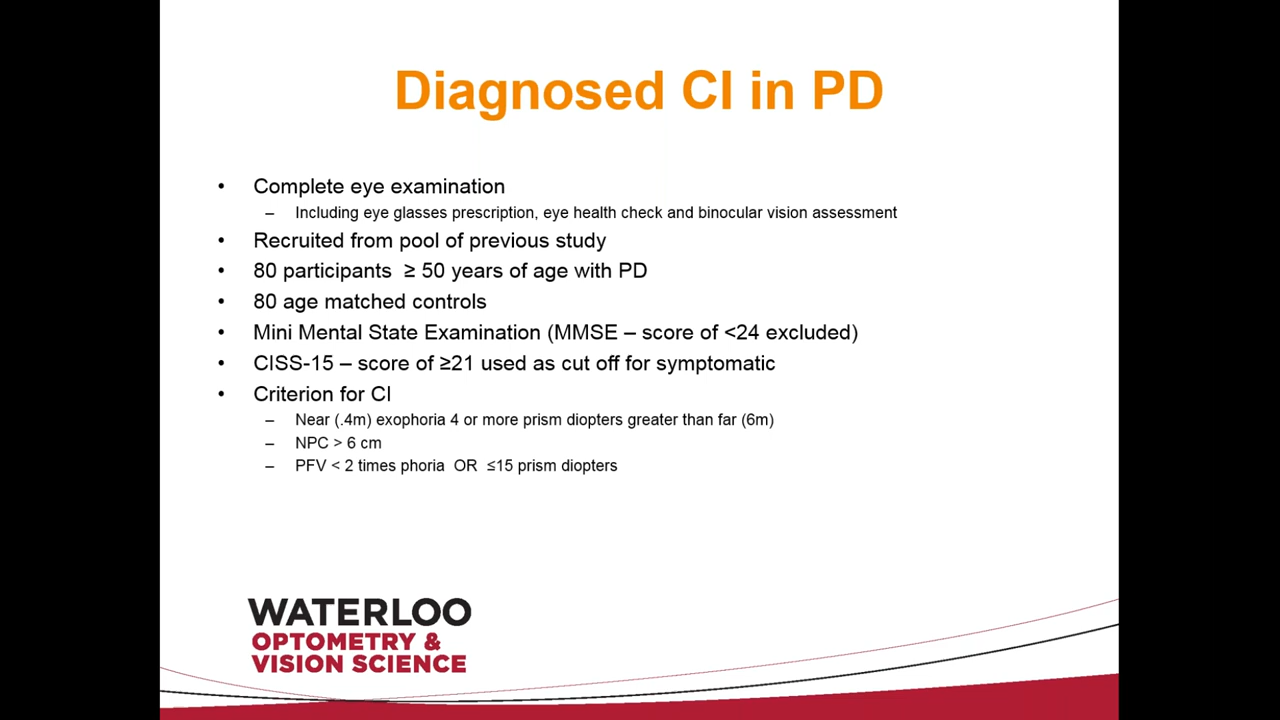 Diagnosed CI in PD
• Complete eye examination
– Including eye glasses prescription, eye health check and binocular vision assessment
• Recruited from pool of previous study
• 80 participants ≥ 50 years of age with PD
• 80 age matched controls
• Mini Mental State Examination (MMSE – score of <24 excluded)
• CISS-15 – score of ≥21 used as cut off for symptomatic
• Criterion for CI
– Near (.4m) exophoria 4 or more prism diopters greater than far (6m)
– NPC > 6 cm
– PFV < 2 times phoria OR ≤15 prism diopters
WATERLOO
OPTOMETRY &
VISION SCIENCE